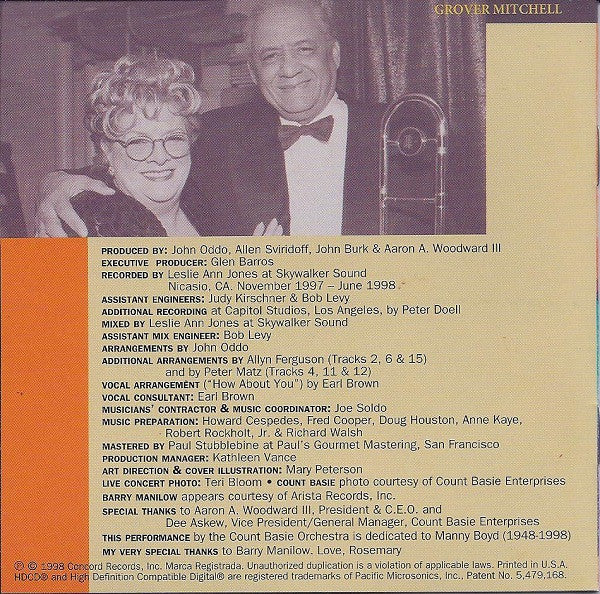 GROVER MITCHELL
PRODUCED BY: John Oddo, Allen Sviridoff, John Burk & Aaron A. Woodward III
EXECUTIVE PRODUCER: Glen Barros
RECORDED BY Leslie Ann Jones at Skywalker Sound
Nicasio, CA. November 1997 – June 1998
ASSISTANT ENGINEERS: Judy Kirschner & Bob Levy
ADDITIONAL RECORDING at Capitol Studios, Los Angeles, by Peter Doell
MIXED BY Leslie Ann Jones at Skywalker Sound
ASSISTANT MIX ENGINEER: Bob Levy
ARRANGEMENTS BY John Oddo
ADDITIONAL ARRANGEMENTS BY Allyn Ferguson (Tracks 2, 6 & 15)
and by Peter Matz (Tracks 4, 11 & 12)
VOCAL ARRANGEMENT ("How About You") by Earl Brown
VOCAL CONSULTANT: Earl Brown
MUSICIANS' CONTRACTOR & MUSIC COORDINATOR: Joe Soldo
MUSIC PREPARATION: Howard Cespedes, Fred Cooper, Doug Houston, Anne Kaye,
Robert Rockholt, Jr. & Richard Walsh
MASTERED BY Paul Stubblebine at Paul's Gourmet Mastering, San Francisco
PRODUCTION MANAGER: Kathleen Vance
ART DIRECTION & COVER ILLUSTRATION: Mary Peterson
LIVE CONCERT PHOTO: Teri Bloom • COUNT BASIE photo courtesy of Count Basie Enterprises
BARRY MANILOW appears courtesy of Arista Records, Inc.
SPECIAL THANKS to Aaron A. Woodward III, President & C.E.O. and
Dee Askew, Vice President/General Manager, Count Basie Enterprises
THIS PERFORMANCE by the Count Basie Orchestra is dedicated to Manny Boyd (1948-1998)
MY VERY SPECIAL THANKS to Barry Manilow. Love, Rosemary
℗ © 1998 Concord Records, Inc. Marca Registrada. Unauthorized duplication is a violation of applicable laws. Printed in U.S.A.
HDCD® and High Definition Compatible Digital® are registered trademarks of Pacific Microsonics, Inc., Patent No. 5,479,168.